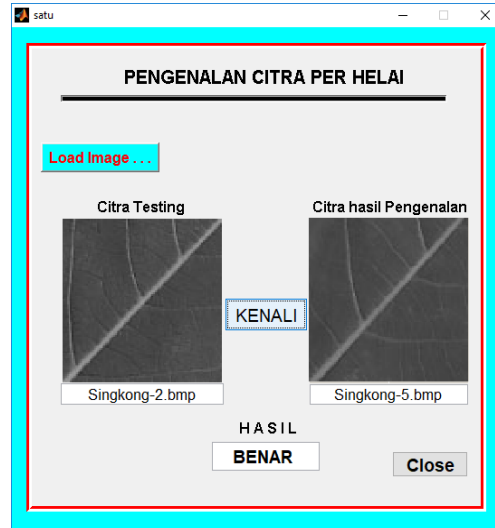 satu
PENGENALAN CITRA PER HELAI
Load Image . . .
Citra Testing
Citra hasil Pengenalan
KENALI
Singkong-2.bmp
Singkong-5.bmp
H A S I L
BENAR
Close